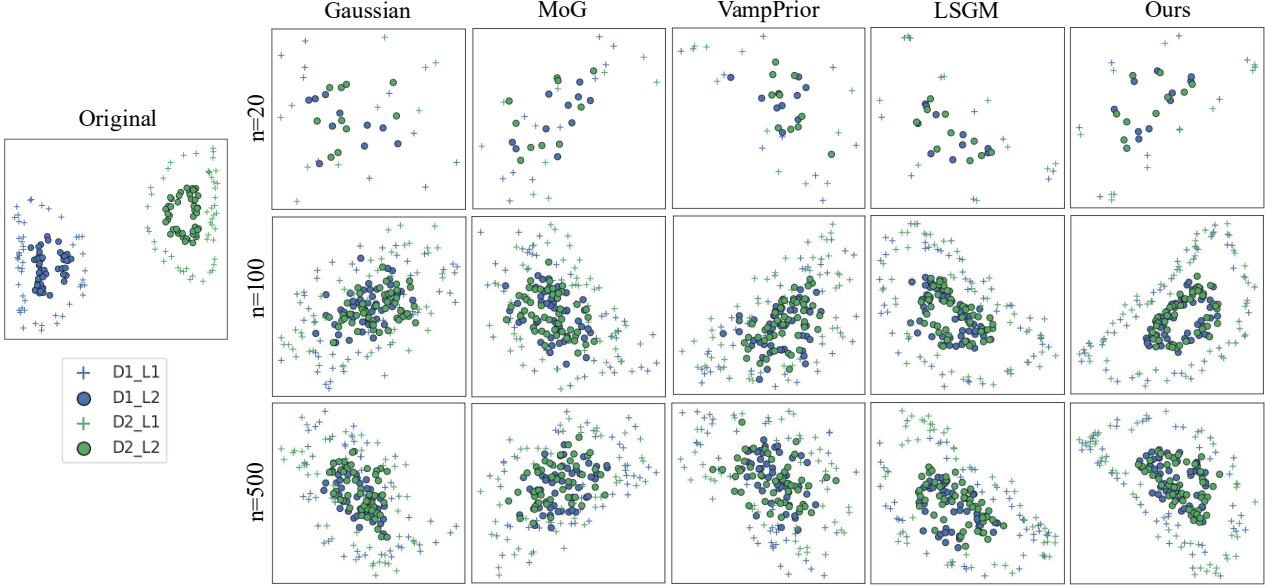 Gaussian MoG VampPrior LSGM Ours
n=20
Original
n=100
D1_L1
D1_L2
D2_L1
D2_L2
n=500